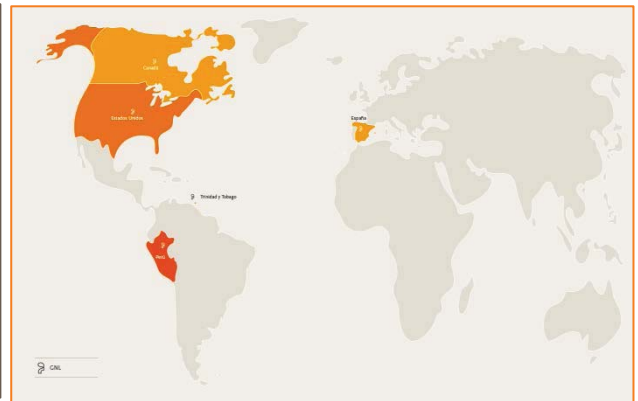 Canadá
España
Estados Unidos
Trinidad y Tobago
Perú
GNL